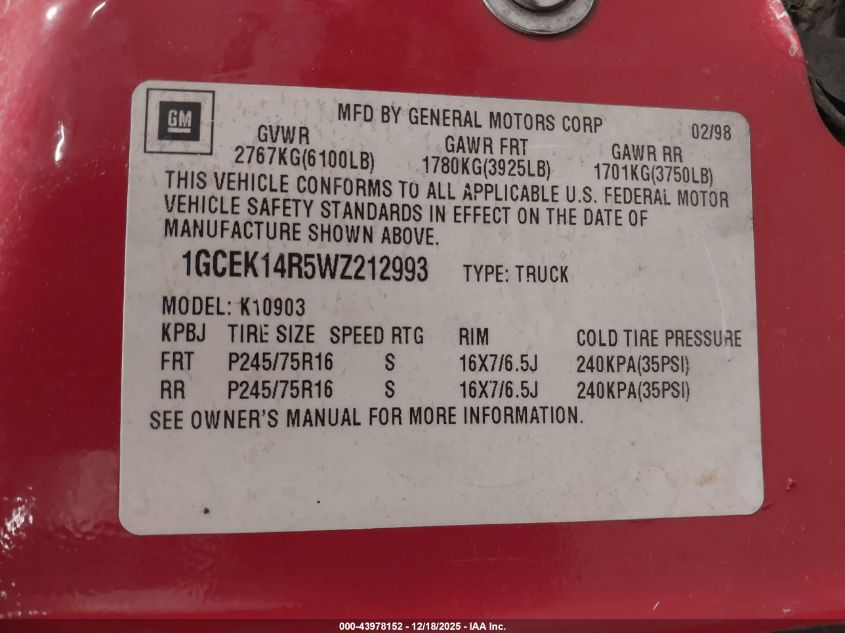 GM
MFD BY GENERAL MOTORS CORP 02/98
GVWR GAWR FRT GAWR RR
2767KG(6100LB) 1780KG(3925LB) 1701KG(3750LB)
THIS VEHICLE CONFORMS TO ALL APPLICABLE U.S. FEDERAL MOTOR
VEHICLE SAFETY STANDARDS IN EFFECT ON THE DATE OF
MANUFACTURE SHOWN ABOVE.
1GCEK14R5WZ212993 TYPE: TRUCK
MODEL: K10903
KPBJ TIRE SIZE SPEED RTG RIM COLD TIRE PRESSURE
FRT P245/75R16 S 16X7/6.5J 240KPA(35PSI)
RR P245/75R16 S 16X7/6.5J 240KPA(35PSI)
SEE OWNER'S MANUAL FOR MORE INFORMATION.
000-43978152 - 12/18/2025 - IAA Inc.